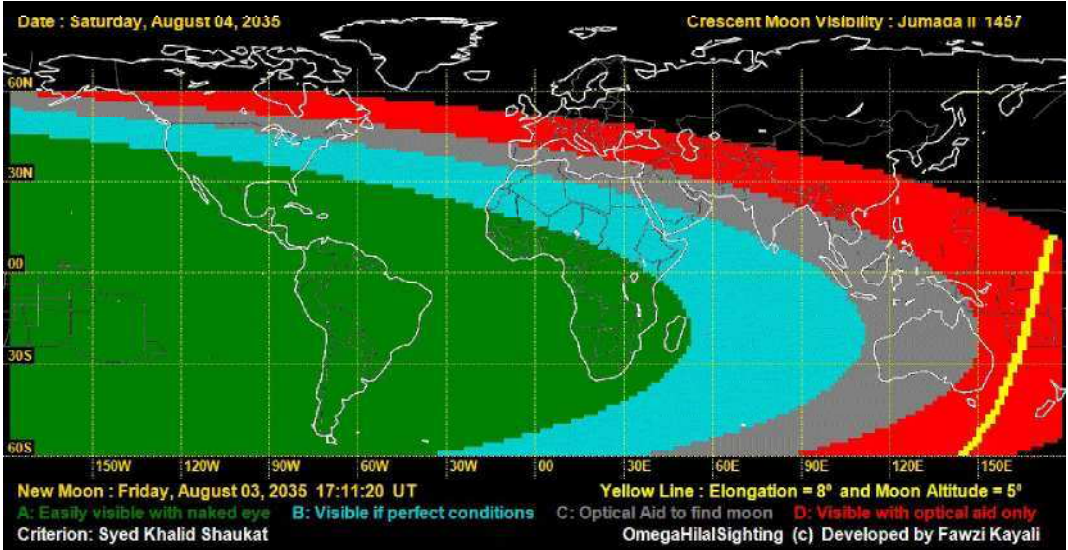 Date : Saturday, August 04, 2035
Crescent Moon Visibility : Jumada II 1457
60N
30N
00
30S
60S
150W 120W 90W 60W 30W 00 30E 60E 90E 120E 150E
New Moon : Friday, August 03, 2035 17:11:20 UT
Yellow Line : Elongation = 8º and Moon Altitude = 5º
A: Easily visible with naked eye B: Visible if perfect conditions C: Optical Aid to find moon D: Visible with optical aid only
Criterion: Syed Khalid Shaukat
OmegaHilalSighting (c) Developed by Fawzi Kayali